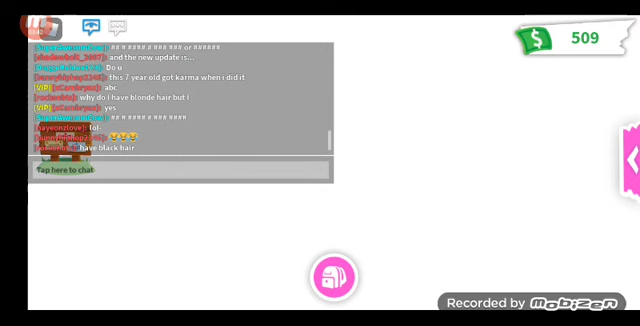 509
## # #### # ### ### or ######
and the new update is...
Do u
this 7 year old got karma when i did it
[VIP] abc
why do I have blonde hair but I
[VIP] yes
## # #### # ### ####
lol-
😂😂😂
have black hair
Tap here to chat
Recorded by MOBIZEN